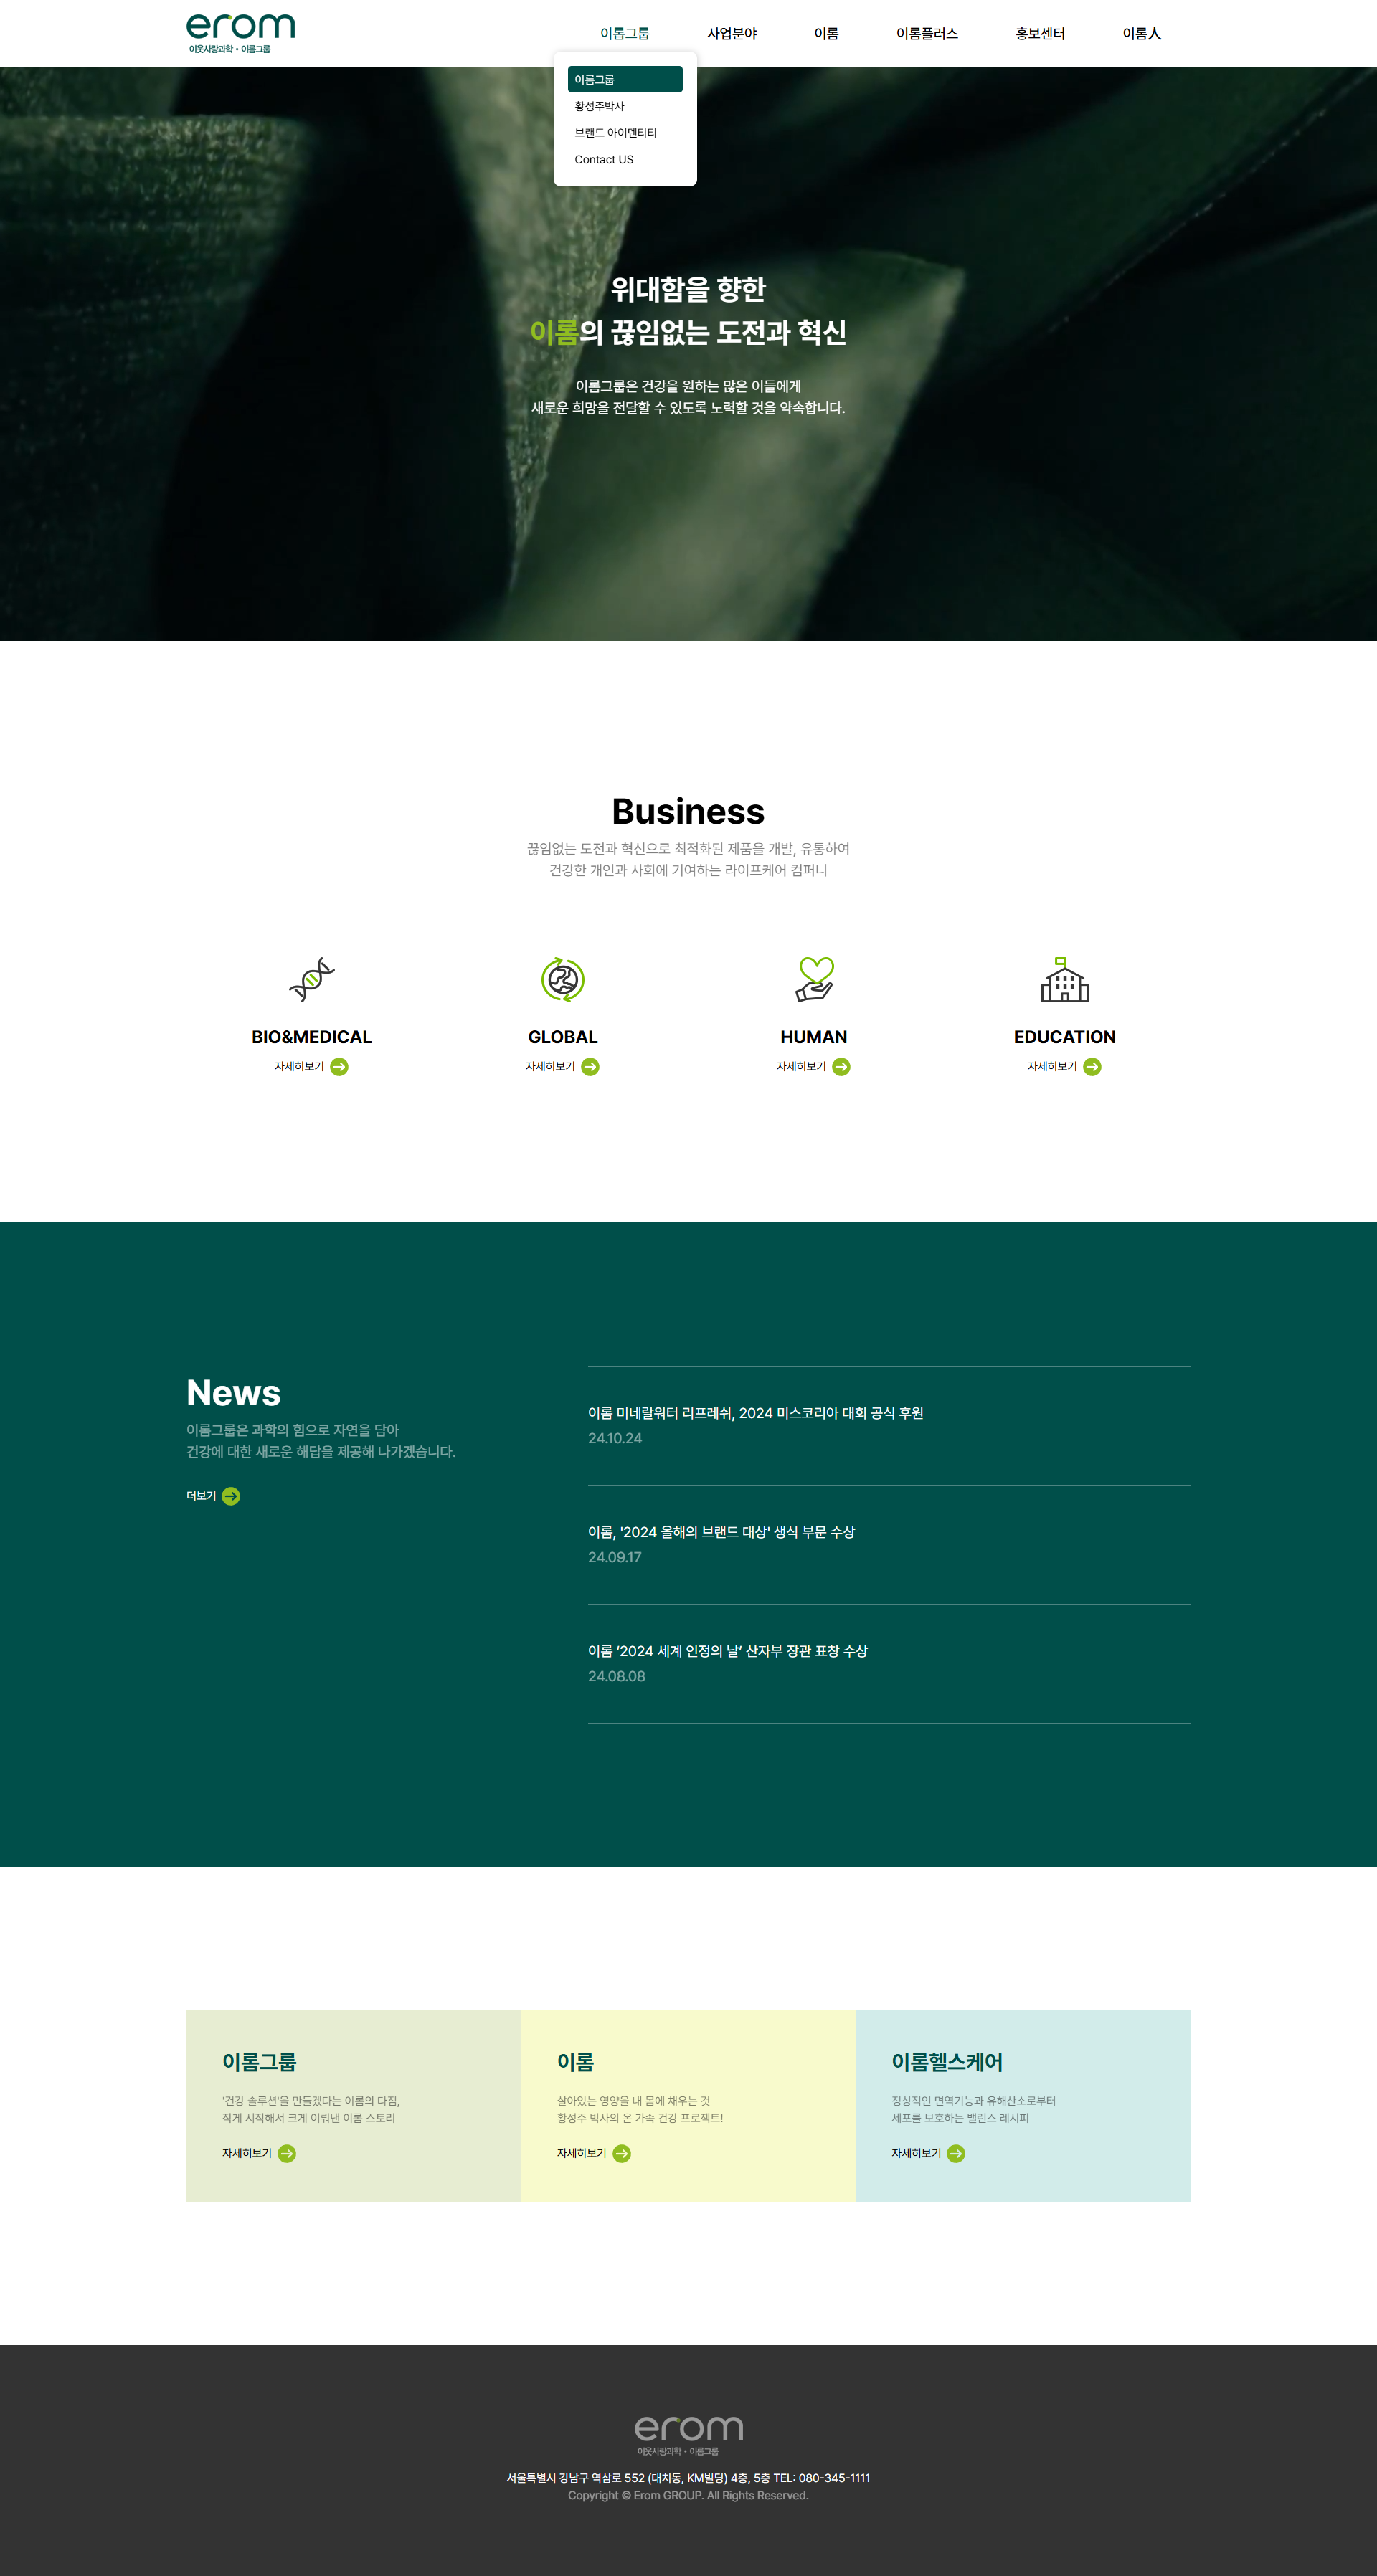 erom
이웃사랑과학 • 이롬그룹
이롭그룹
사업분야
이롬
이롬플러스
홍보센터
이롬人
이롬그룹
황성주박사
브랜드 아이덴티티
Contact US
위대함을 향한
이롬의 끊임없는 도전과 혁신
이롬그룹은 건강을 원하는 많은 이들에게
새로운 희망을 전달할 수 있도록 노력할 것을 약속합니다.
Business
끊임없는 도전과 혁신으로 최적화된 제품을 개발, 유통하여
건강한 개인과 사회에 기여하는 라이프케어 컴퍼니
BIO&MEDICAL
자세히보기
GLOBAL
자세히보기
HUMAN
자세히보기
EDUCATION
자세히보기
News
이롬그룹은 과학의 힘으로 자연을 담아
건강에 대한 새로운 해답을 제공해 나가겠습니다.
더보기
이롬 미네랄워터 리프레쉬, 2024 미스코리아 대회 공식 후원
24.10.24
이롬, '2024 올해의 브랜드 대상' 생식 부문 수상
24.09.17
이롬 ‘2024 세계 인정의 날’ 산자부 장관 표창 수상
24.08.08
이롬그룹
'건강 솔루션'을 만들겠다는 이롬의 다짐,
작게 시작해서 크게 이뤄낸 이롬 스토리
자세히보기
이롬
살아있는 영양을 내 몸에 채우는 것
황성주 박사의 온 가족 건강 프로젝트!
자세히보기
이롬헬스케어
정상적인 면역기능과 유해산소로부터
세포를 보호하는 밸런스 레시피
자세히보기
erom
이웃사랑과학 • 이롬그룹
서울특별시 강남구 역삼로 552 (대치동, KM빌딩) 4층, 5층 TEL: 080-345-1111
Copyright © Erom GROUP. All Rights Reserved.